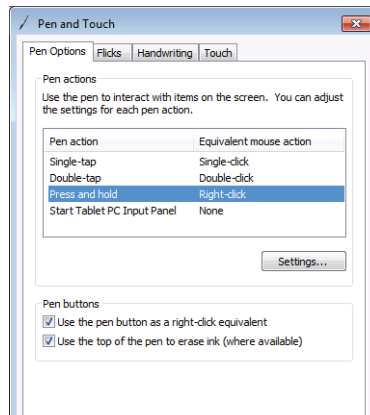 Pen and Touch
Pen Options Flicks Handwriting Touch
Pen actions
Use the pen to interact with items on the screen. You can adjust
the settings for each pen action.
Pen action Equivalent mouse action
Single-tap Single-click
Double-tap Double-click
Press and hold Right-click
Start Tablet PC Input Panel None
Settings...
Pen buttons
Use the pen button as a right-click equivalent
Use the top of the pen to erase ink (where available)